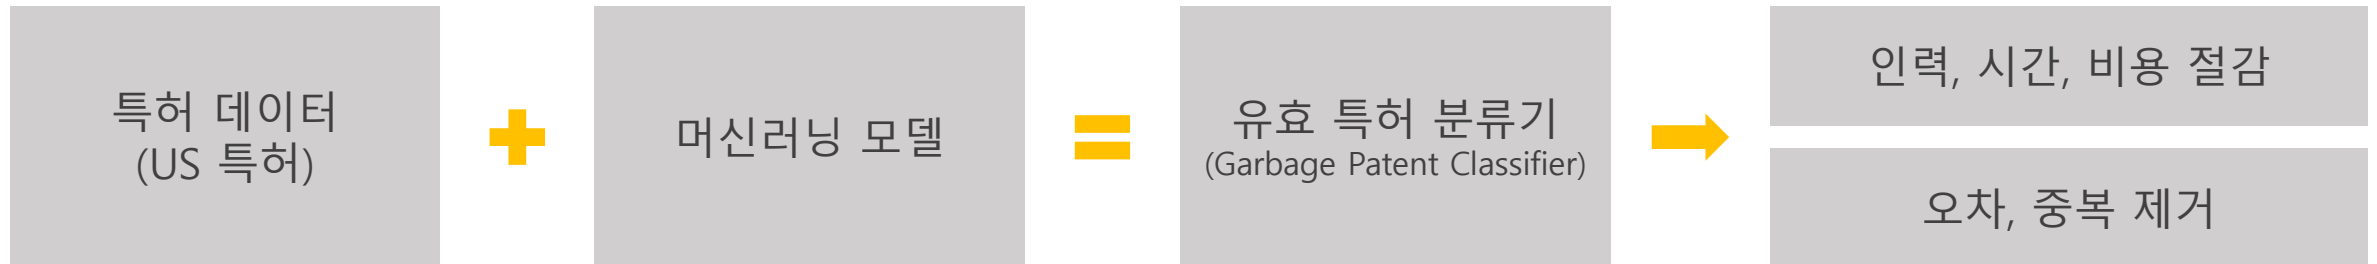 특허 데이터
(US 특허)
머신러닝 모델
유효 특허 분류기
(Garbage Patent Classifier)
인력, 시간, 비용 절감
오차, 중복 제거